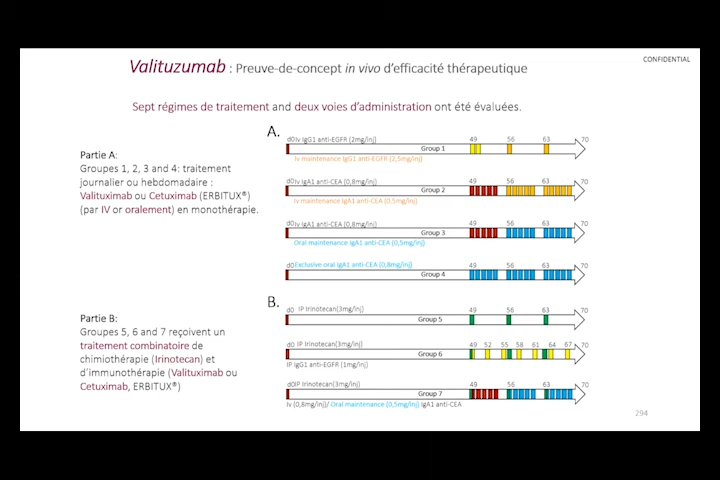 CONFIDENTIAL
Valituzumab : Preuve-de-concept in vivo d'efficacité thérapeutique
Sept régimes de traitement and deux voies d'administration ont été évaluées.
Partie A:
Groupes 1, 2, 3 and 4: traitement
journalier ou hebdomadaire :
Valituximab ou Cetuximab (ERBITUX®)
(par IV or oralement) en monothérapie.
A.
d0 Iv IgG1 anti-EGFR (2mg/inj) 49 56 63 70
Group 1
Iv maintenance IgG1 anti-EGFR (2,5mg/inj)
d0 Iv IgA1 anti-CEA (0,8mg/inj) 49 56 63 70
Group 2
Iv maintenance IgA1 anti-CEA (0,5mg/inj)
d0 Iv IgA1 anti-CEA (0,8mg/inj) 49 56 63 70
Group 3
Oral maintenance IgA1 anti-CEA (0,5mg/inj)
d0 Exclusive oral IgA1 anti-CEA (0,8mg/inj) 49 56 63 70
Group 4
Partie B:
Groupes 5, 6 and 7 reçoivent un
traitement combinatoire de
chimiothérapie (Irinotecan) et
d'immunothérapie (Valituximab ou
Cetuximab, ERBITUX®)
B.
d0 IP Irinotecan(3mg/inj) 49 56 63 70
Group 5
d0 IP Irinotecan(3mg/inj) 49 52 55 58 61 64 67 70
Group 6
IP IgG1 anti-EGFR (1mg/inj)
d0 IP Irinotecan(3mg/inj) 49 56 63 70
Group 7
Iv (0,8mg/inj)/ Oral maintenance (0,5mg/inj) IgA1 anti-CEA
294